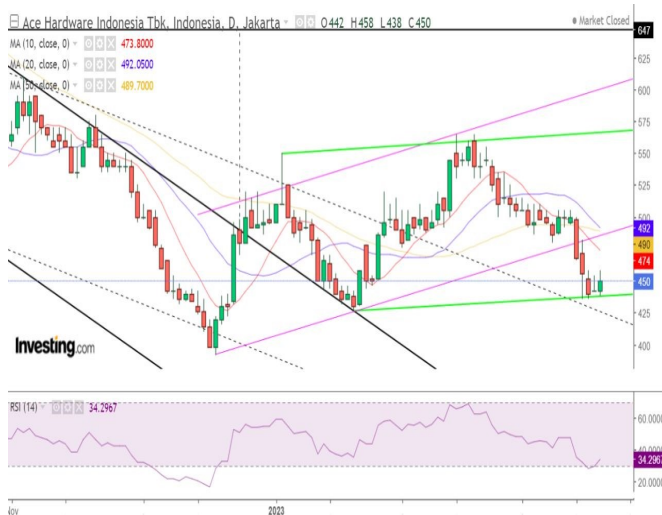 Ace Hardware Indonesia Tbk, Indonesia, D, Jakarta O442 H458 L438 C450
Market Closed
MA (10, close, 0) 473.8000
MA (20, close, 0) 492.0500
MA (50, close, 0) 489.7000
647
625
600
575
550
525
500
492
490
474
450
425
400
Investing.com
RSI (14) 34.2967
60.0000
40.0000
34.2967
20.0000
Nov
2023